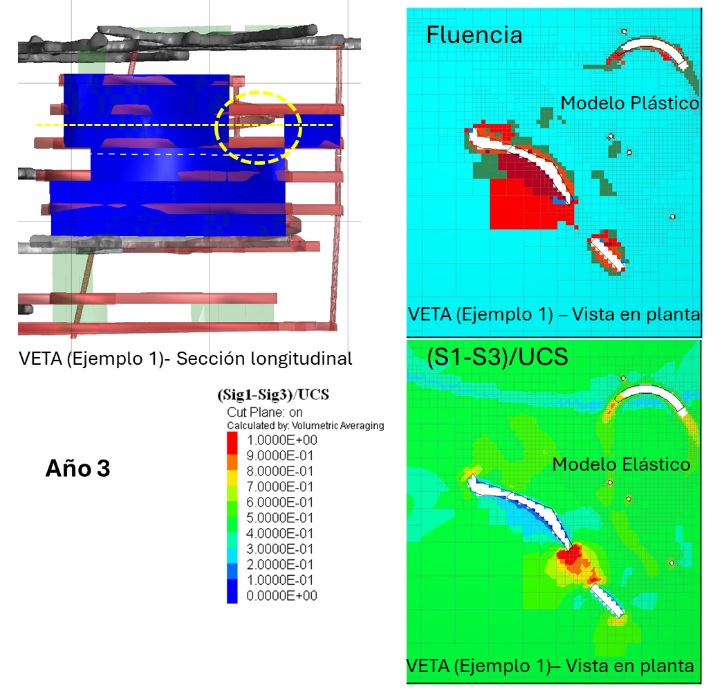 Fluencia
Modelo Plástico
VETA (Ejemplo 1) – Vista en planta
VETA (Ejemplo 1)- Sección longitudinal
(S1-S3)/UCS
(Sig1-Sig3)/UCS
Cut Plane: on
Calculated by: Volumetric Averaging
1.0000E+00
9.0000E-01
8.0000E-01
7.0000E-01
6.0000E-01
5.0000E-01
4.0000E-01
3.0000E-01
2.0000E-01
1.0000E-01
0.0000E+00
Año 3
Modelo Elástico
VETA (Ejemplo 1)– Vista en planta